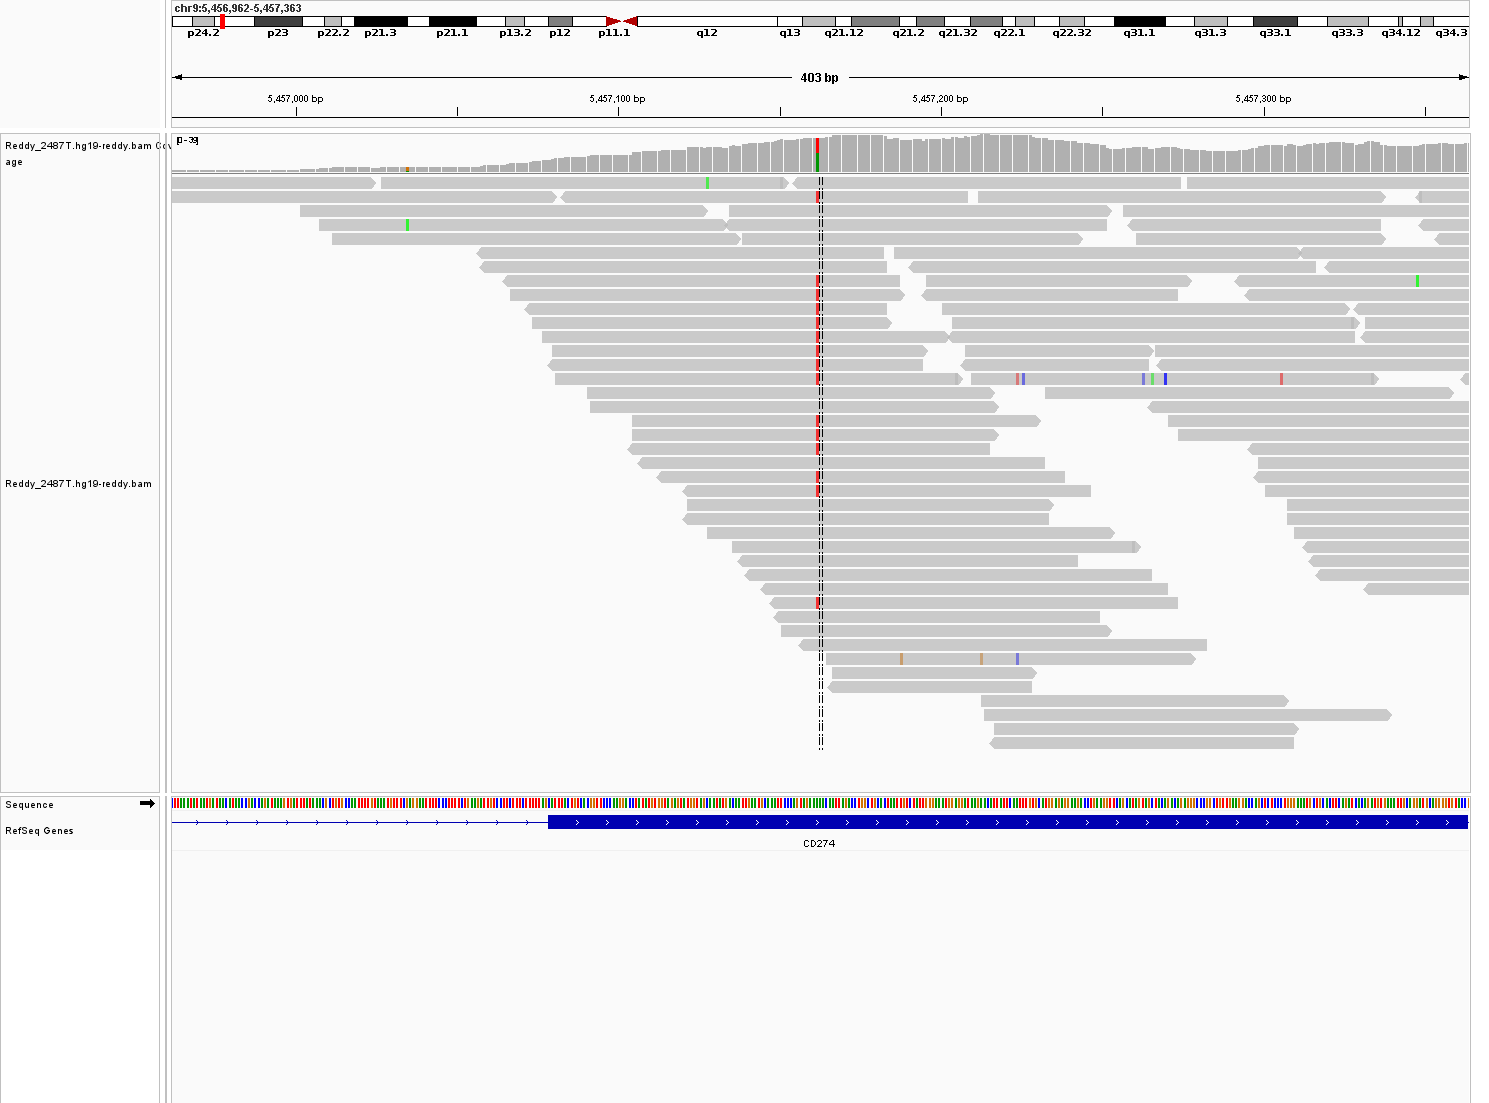 chr9:5,456,962-5,457,363
p24.2 p23 p22.2 p21.3 p21.1 p13.2 p12 p11.1 q12 q13 q21.12 q21.2 q21.32 q22.1 q22.32 q31.1 q31.3 q33.1 q33.3 q34.12 q34.3
403 bp
5,457,000 bp 5,457,100 bp 5,457,200 bp 5,457,300 bp
Reddy_2487T.hg19-reddy.bam Cov
age
[0 - 39]
Reddy_2487T.hg19-reddy.bam
Sequence
RefSeq Genes
CD274